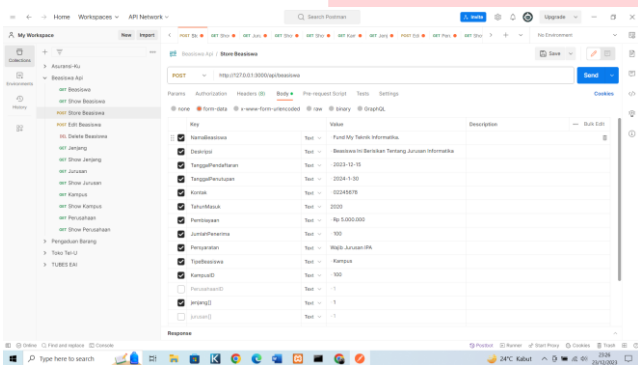 Home Workspaces API Network
Search Postman
Invite
Upgrade
My Workspace
New Import
No Environment
Collections
Environments
History
Asuransi-Ku
Beasiswa Api
GET Beasiswa
GET Show Beasiswa
POST Store Beasiswa
POST Edit Beasiswa
DEL Delete Beasiswa
GET Jenjang
GET Show Jenjang
GET Jurusan
GET Show Jurusan
GET Kampus
GET Show Kampus
GET Perusahaan
GET Show Perusahaan
Pengaduan Barang
Toko Tel-U
TUBES EAI
Beasiswa Api / Store Beasiswa
Save
POST http://127.0.0.1:3000/api/beasiswa
Send
Params Authorization Headers (9) Body Pre-request Script Tests Settings
Cookies
none form-data x-www-form-urlencoded raw binary GraphQL
Key Value Description Bulk Edit
NamaBeasiswa Text Fund My Teknik Informatika.
Deskripsi Text Beasiswa Ini Berisikan Tentang Jurusan Informatika
TanggalPendaftaran Text 2023-12-15
TanggalPenutupan Text 2024-1-30
Kontak Text 02245678
TahunMasuk Text 2020
Pembiayaan Text Rp 5.000.000
JumlahPenerima Text 100
Persyaratan Text Wajib Jurusan IPA
TipeBeasiswa Text Kampus
KampusID Text 100
PerusahaanID Text 1
jenjang[] Text 1
jurusan[] Text 1
Response
Online Find and replace Console
Postbot Runner Start Proxy Cookies Trash
Type here to search
24°C Kabut
23:26
25/12/2023